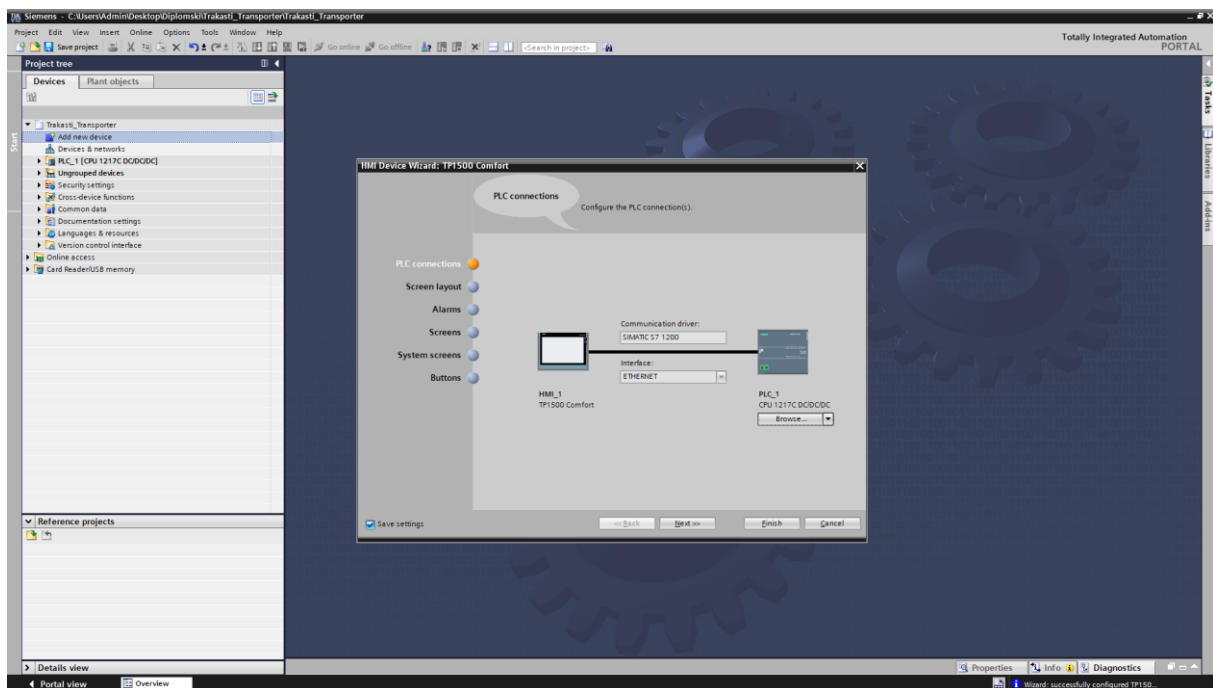 Siemens - C:\Users\Admin\Desktop\Diplomski\Trakasti_Transporter\Trakasti_Transporter
Project Edit View Insert Online Options Tools Window Help
Totally Integrated Automation
PORTAL
Save project
Go online
Go offline
<Search in project>
Project tree
Devices
Plant objects
Trakasti_Transporter
Add new device
Devices & networks
PLC_1 [CPU 1217C DC/DC/DC]
Ungrouped devices
Security settings
Cross-device functions
Common data
Documentation settings
Languages & resources
Version control interface
Online access
Card Reader/USB memory
Start
HMI Device Wizard: TP1500 Comfort
PLC connections
Configure the PLC connection(s).
PLC connections
Screen layout
Alarms
Screens
System screens
Buttons
Communication driver:
SIMATIC S7 1200
Interface:
ETHERNET
HMI_1
TP1500 Comfort
PLC_1
CPU 1217C DC/DC/DC
Browse...
Save settings
<< Back
Next >>
Finish
Cancel
Tasks
Libraries
Add-ins
Reference projects
Details view
Properties
Info
Diagnostics
Portal view
Overview
Wizard: successfully configured TP150...